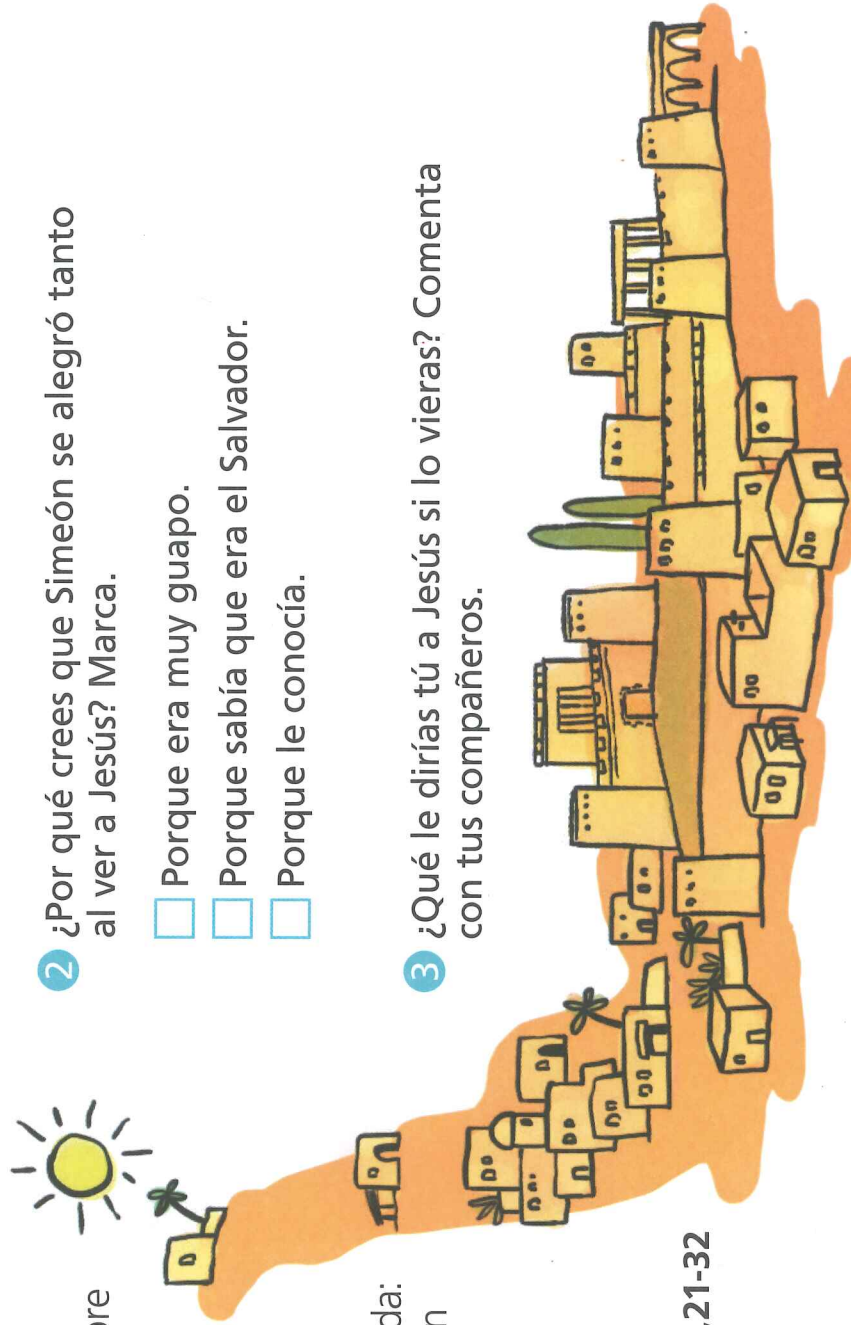 2 ¿Por qué crees que Simeón se alegró tanto
al ver a Jesús? Marca.
Porque era muy guapo.
Porque sabía que era el Salvador.
Porque le conocía.
3 ¿Qué le dirías tú a Jesús si lo vieras? Comenta
con tus compañeros.
,21-32